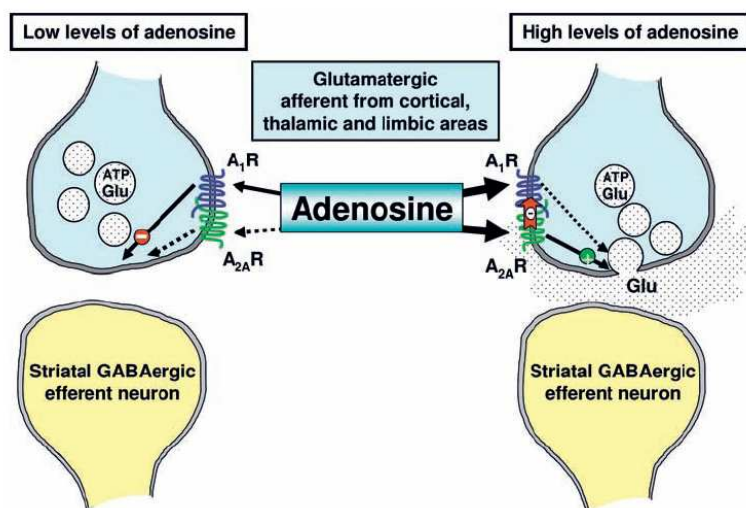 Low levels of adenosine
High levels of adenosine
Glutamatergic
afferent from cortical,
thalamic and limbic areas
A₁R
A₁R
ATP
Glu
ATP
Glu
Adenosine
−
−
+
A₂ₐR
A₂ₐR
Glu
Striatal GABAergic
efferent neuron
Striatal GABAergic
efferent neuron